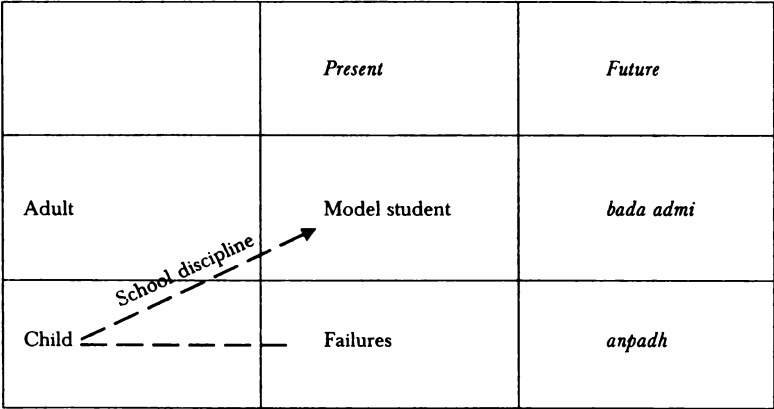 Present
Future
Adult
Model student
bada admi
School discipline
Child
Failures
anpadh